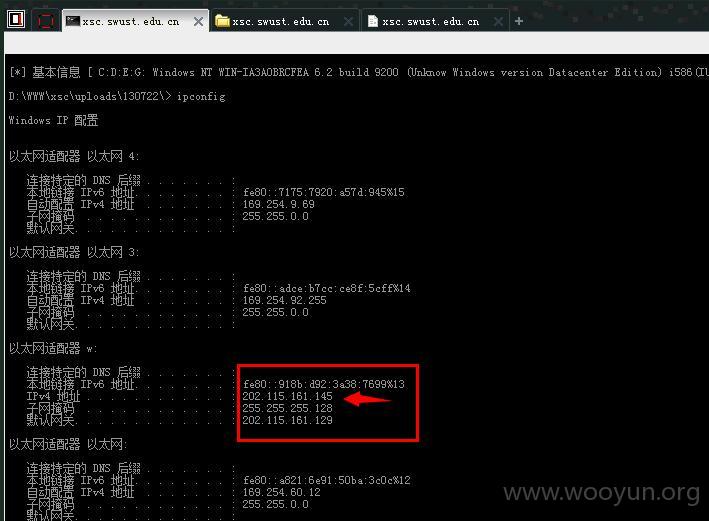 xsc.swust.edu.cn xsc.swust.edu.cn xsc.swust.edu.cn
[*] 基本信息 [ C:D:E:G: Windows NT WIN-IA3AOBRCFEA 6.2 build 9200 (Unknow Windows version Datacenter Edition) i586(IU
D:\WWW\xsc\uploads\130722\> ipconfig
Windows IP 配置
以太网适配器 以太网 4:
连接特定的 DNS 后缀 . . . . . . . :
本地链接 IPv6 地址. . . . . . . . : fe80::7175:7920:a57d:945%15
自动配置 IPv4 地址 . . . . . . . : 169.254.9.69
子网掩码 . . . . . . . . . . . . : 255.255.0.0
默认网关. . . . . . . . . . . . . :
以太网适配器 以太网 3:
连接特定的 DNS 后缀 . . . . . . . :
本地链接 IPv6 地址. . . . . . . . : fe80::adce:b7cc:ce8f:5cff%14
自动配置 IPv4 地址 . . . . . . . : 169.254.92.255
子网掩码 . . . . . . . . . . . . : 255.255.0.0
默认网关. . . . . . . . . . . . . :
以太网适配器 w:
连接特定的 DNS 后缀 . . . . . . . :
本地链接 IPv6 地址. . . . . . . . : fe80::918b:d92:3a38:7699%13
IPv4 地址 . . . . . . . . . . . . : 202.115.161.145
子网掩码 . . . . . . . . . . . . : 255.255.255.128
默认网关. . . . . . . . . . . . . : 202.115.161.129
以太网适配器 以太网:
连接特定的 DNS 后缀 . . . . . . . :
本地链接 IPv6 地址. . . . . . . . : fe80::a821:6e91:50ba:3c0c%12
自动配置 IPv4 地址 . . . . . . . : 169.254.60.12
子网掩码 . . . . . . . . . . . . : 255.255.0.0
默认网关. . . . . . . . . . . . . :
www.wooyun.org